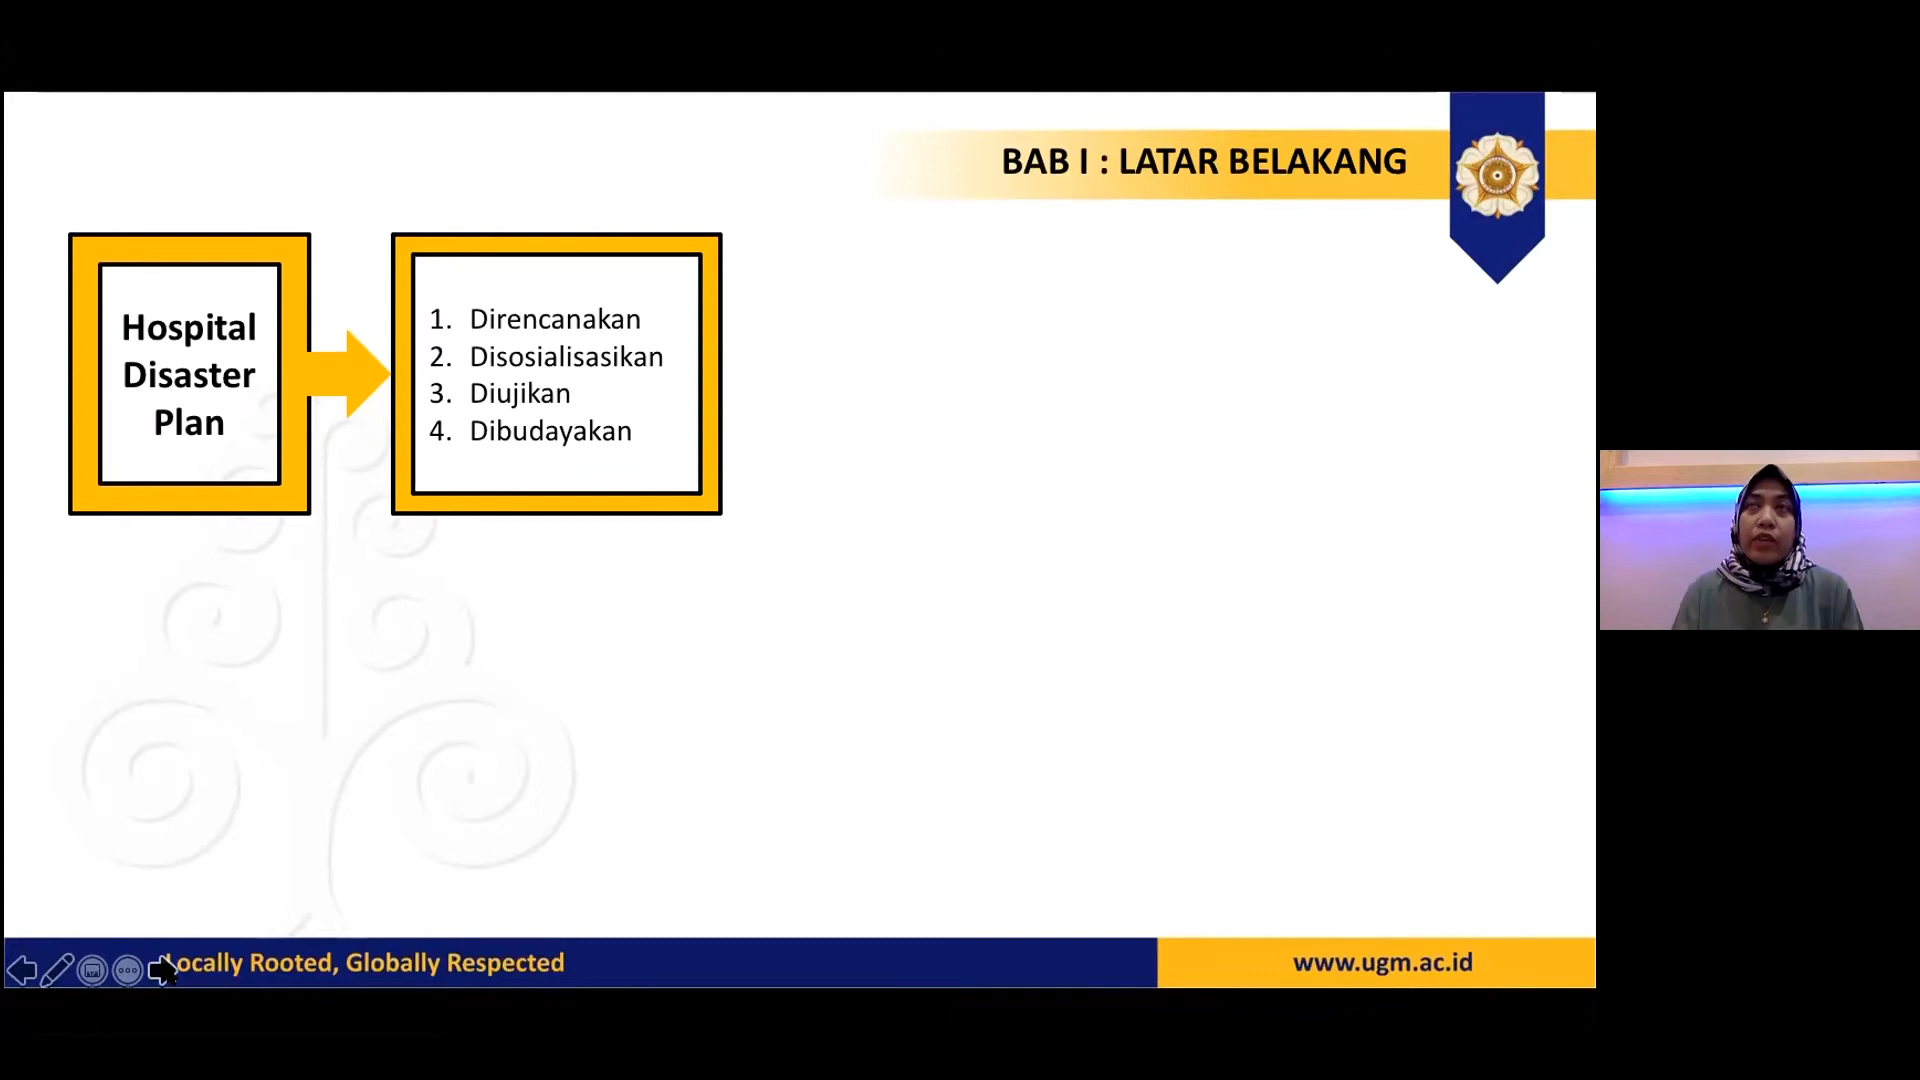 BAB I : LATAR BELAKANG
Hospital
Disaster
Plan
1. Direncanakan
2. Disosialisasikan
3. Diujikan
4. Dibudayakan
Locally Rooted, Globally Respected
www.ugm.ac.id